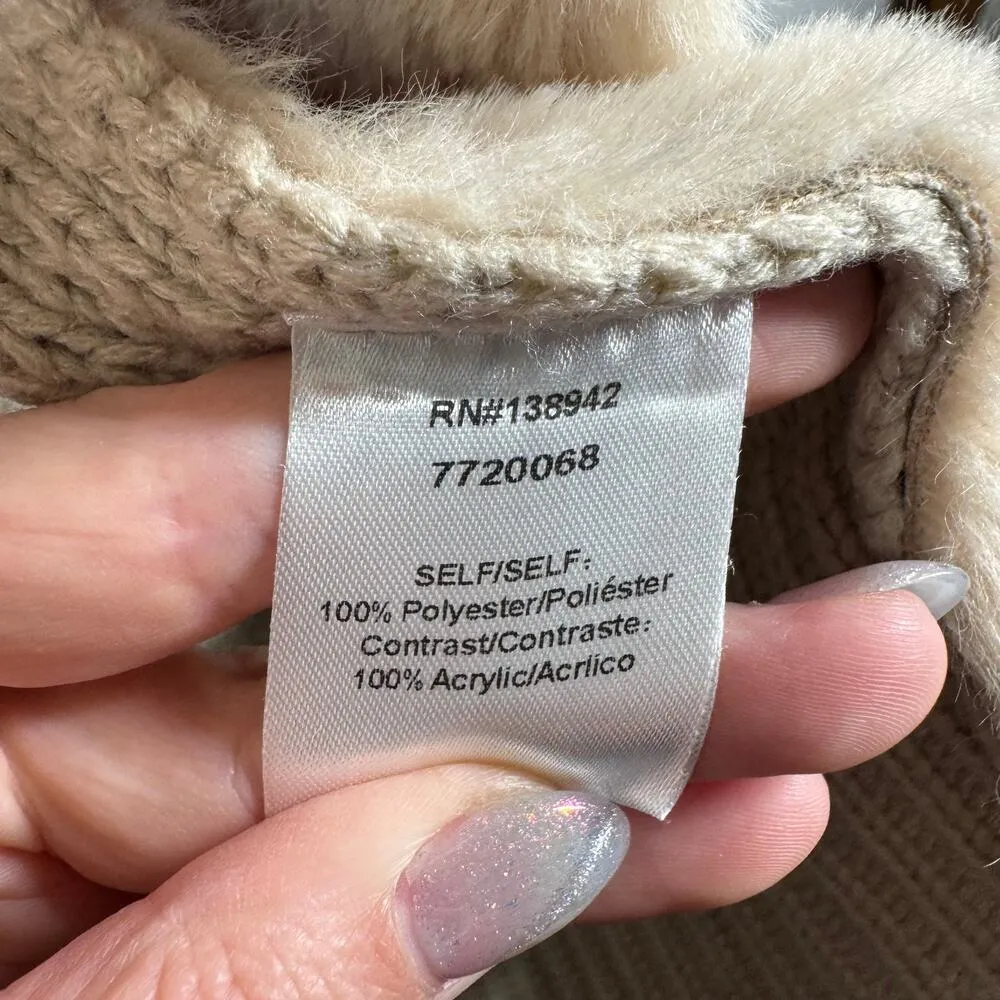 RN#138942
7720068
SELF/SELF:
100% Polyester/Poliéster
Contrast/Contraste:
100% Acrylic/Acrlico